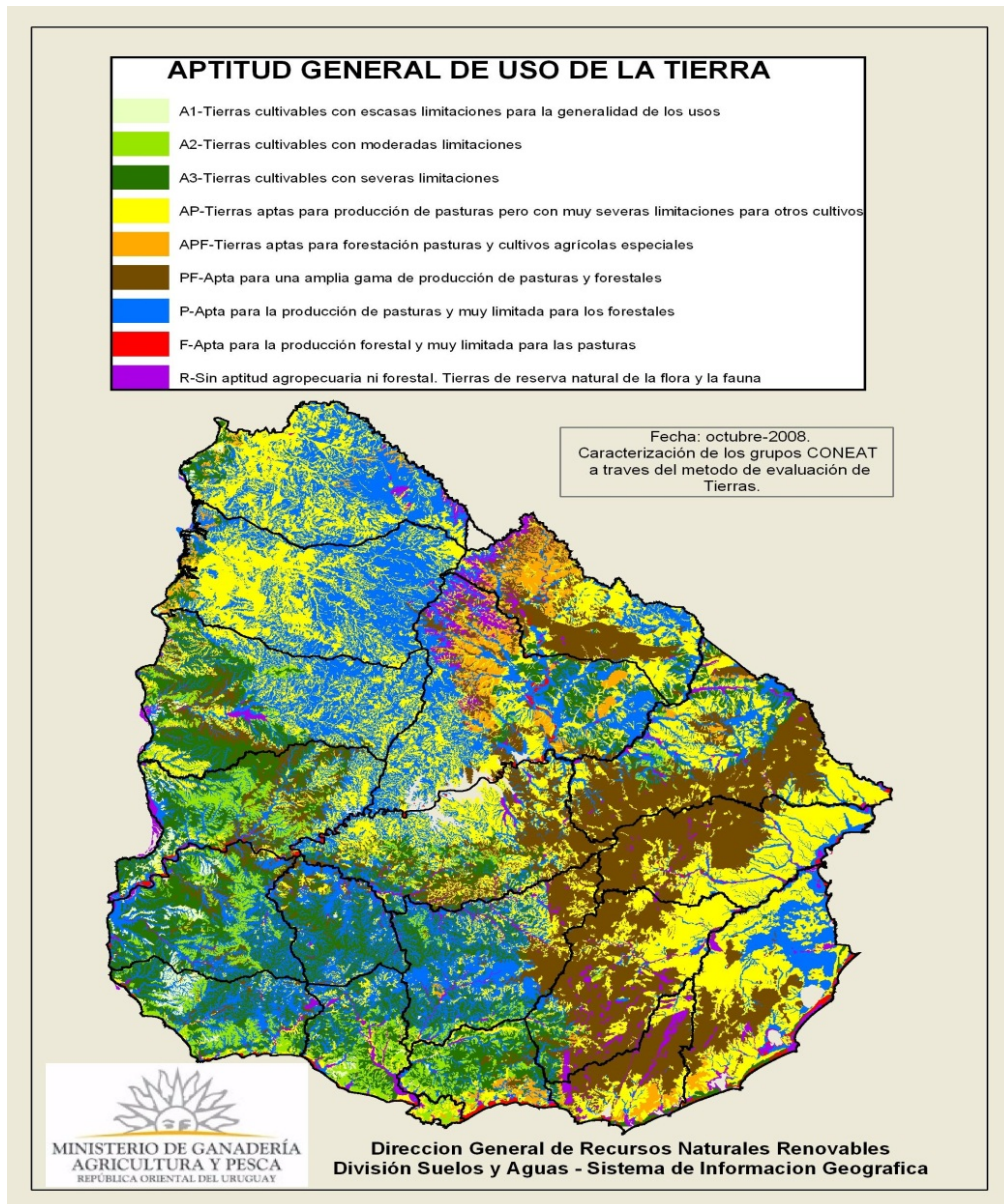 APTITUD GENERAL DE USO DE LA TIERRA
A1-Tierras cultivables con escasas limitaciones para la generalidad de los usos
A2-Tierras cultivables con moderadas limitaciones
A3-Tierras cultivables con severas limitaciones
AP-Tierras aptas para producción de pasturas pero con muy severas limitaciones para otros cultivos
APF-Tierras aptas para forestación pasturas y cultivos agrícolas especiales
PF-Apta para una amplia gama de producción de pasturas y forestales
P-Apta para la producción de pasturas y muy limitada para los forestales
F-Apta para la producción forestal y muy limitada para las pasturas
R-Sin aptitud agropecuaria ni forestal. Tierras de reserva natural de la flora y la fauna
Fecha: octubre-2008.
Caracterización de los grupos CONEAT
a traves del metodo de evaluación de
Tierras.
MINISTERIO DE GANADERÍA
AGRICULTURA Y PESCA
REPÚBLICA ORIENTAL DEL URUGUAY
Direccion General de Recursos Naturales Renovables
División Suelos y Aguas - Sistema de Informacion Geografica